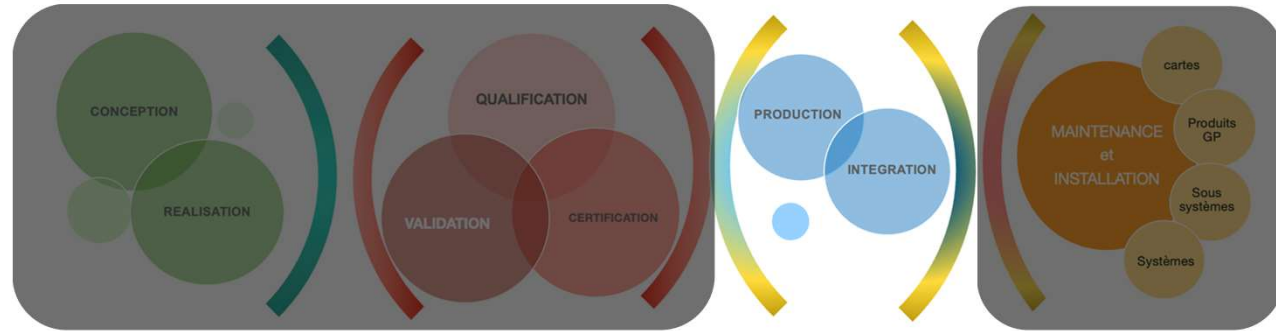 CONCEPTION
REALISATION
QUALIFICATION
VALIDATION
CERTIFICATION
PRODUCTION
INTEGRATION
MAINTENANCE
et
INSTALLATION
cartes
Produits
GP
Sous
systèmes
Systèmes